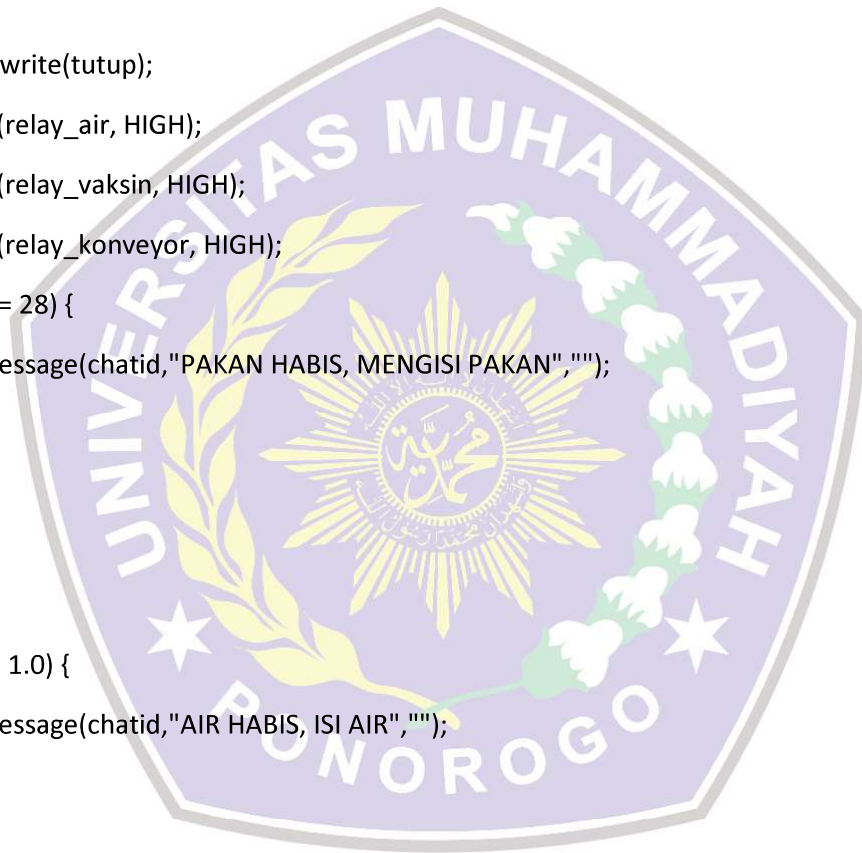 write(tutup);
(relay_air, HIGH);
(relay_vaksin, HIGH);
(relay_konveyor, HIGH);
= 28) {
essage(chatid,"PAKAN HABIS, MENGISI PAKAN","");
1.0) {
essage(chatid,"AIR HABIS, ISI AIR","");
UNIVERSITAS MUHAMMADIYAH
PONOROGO